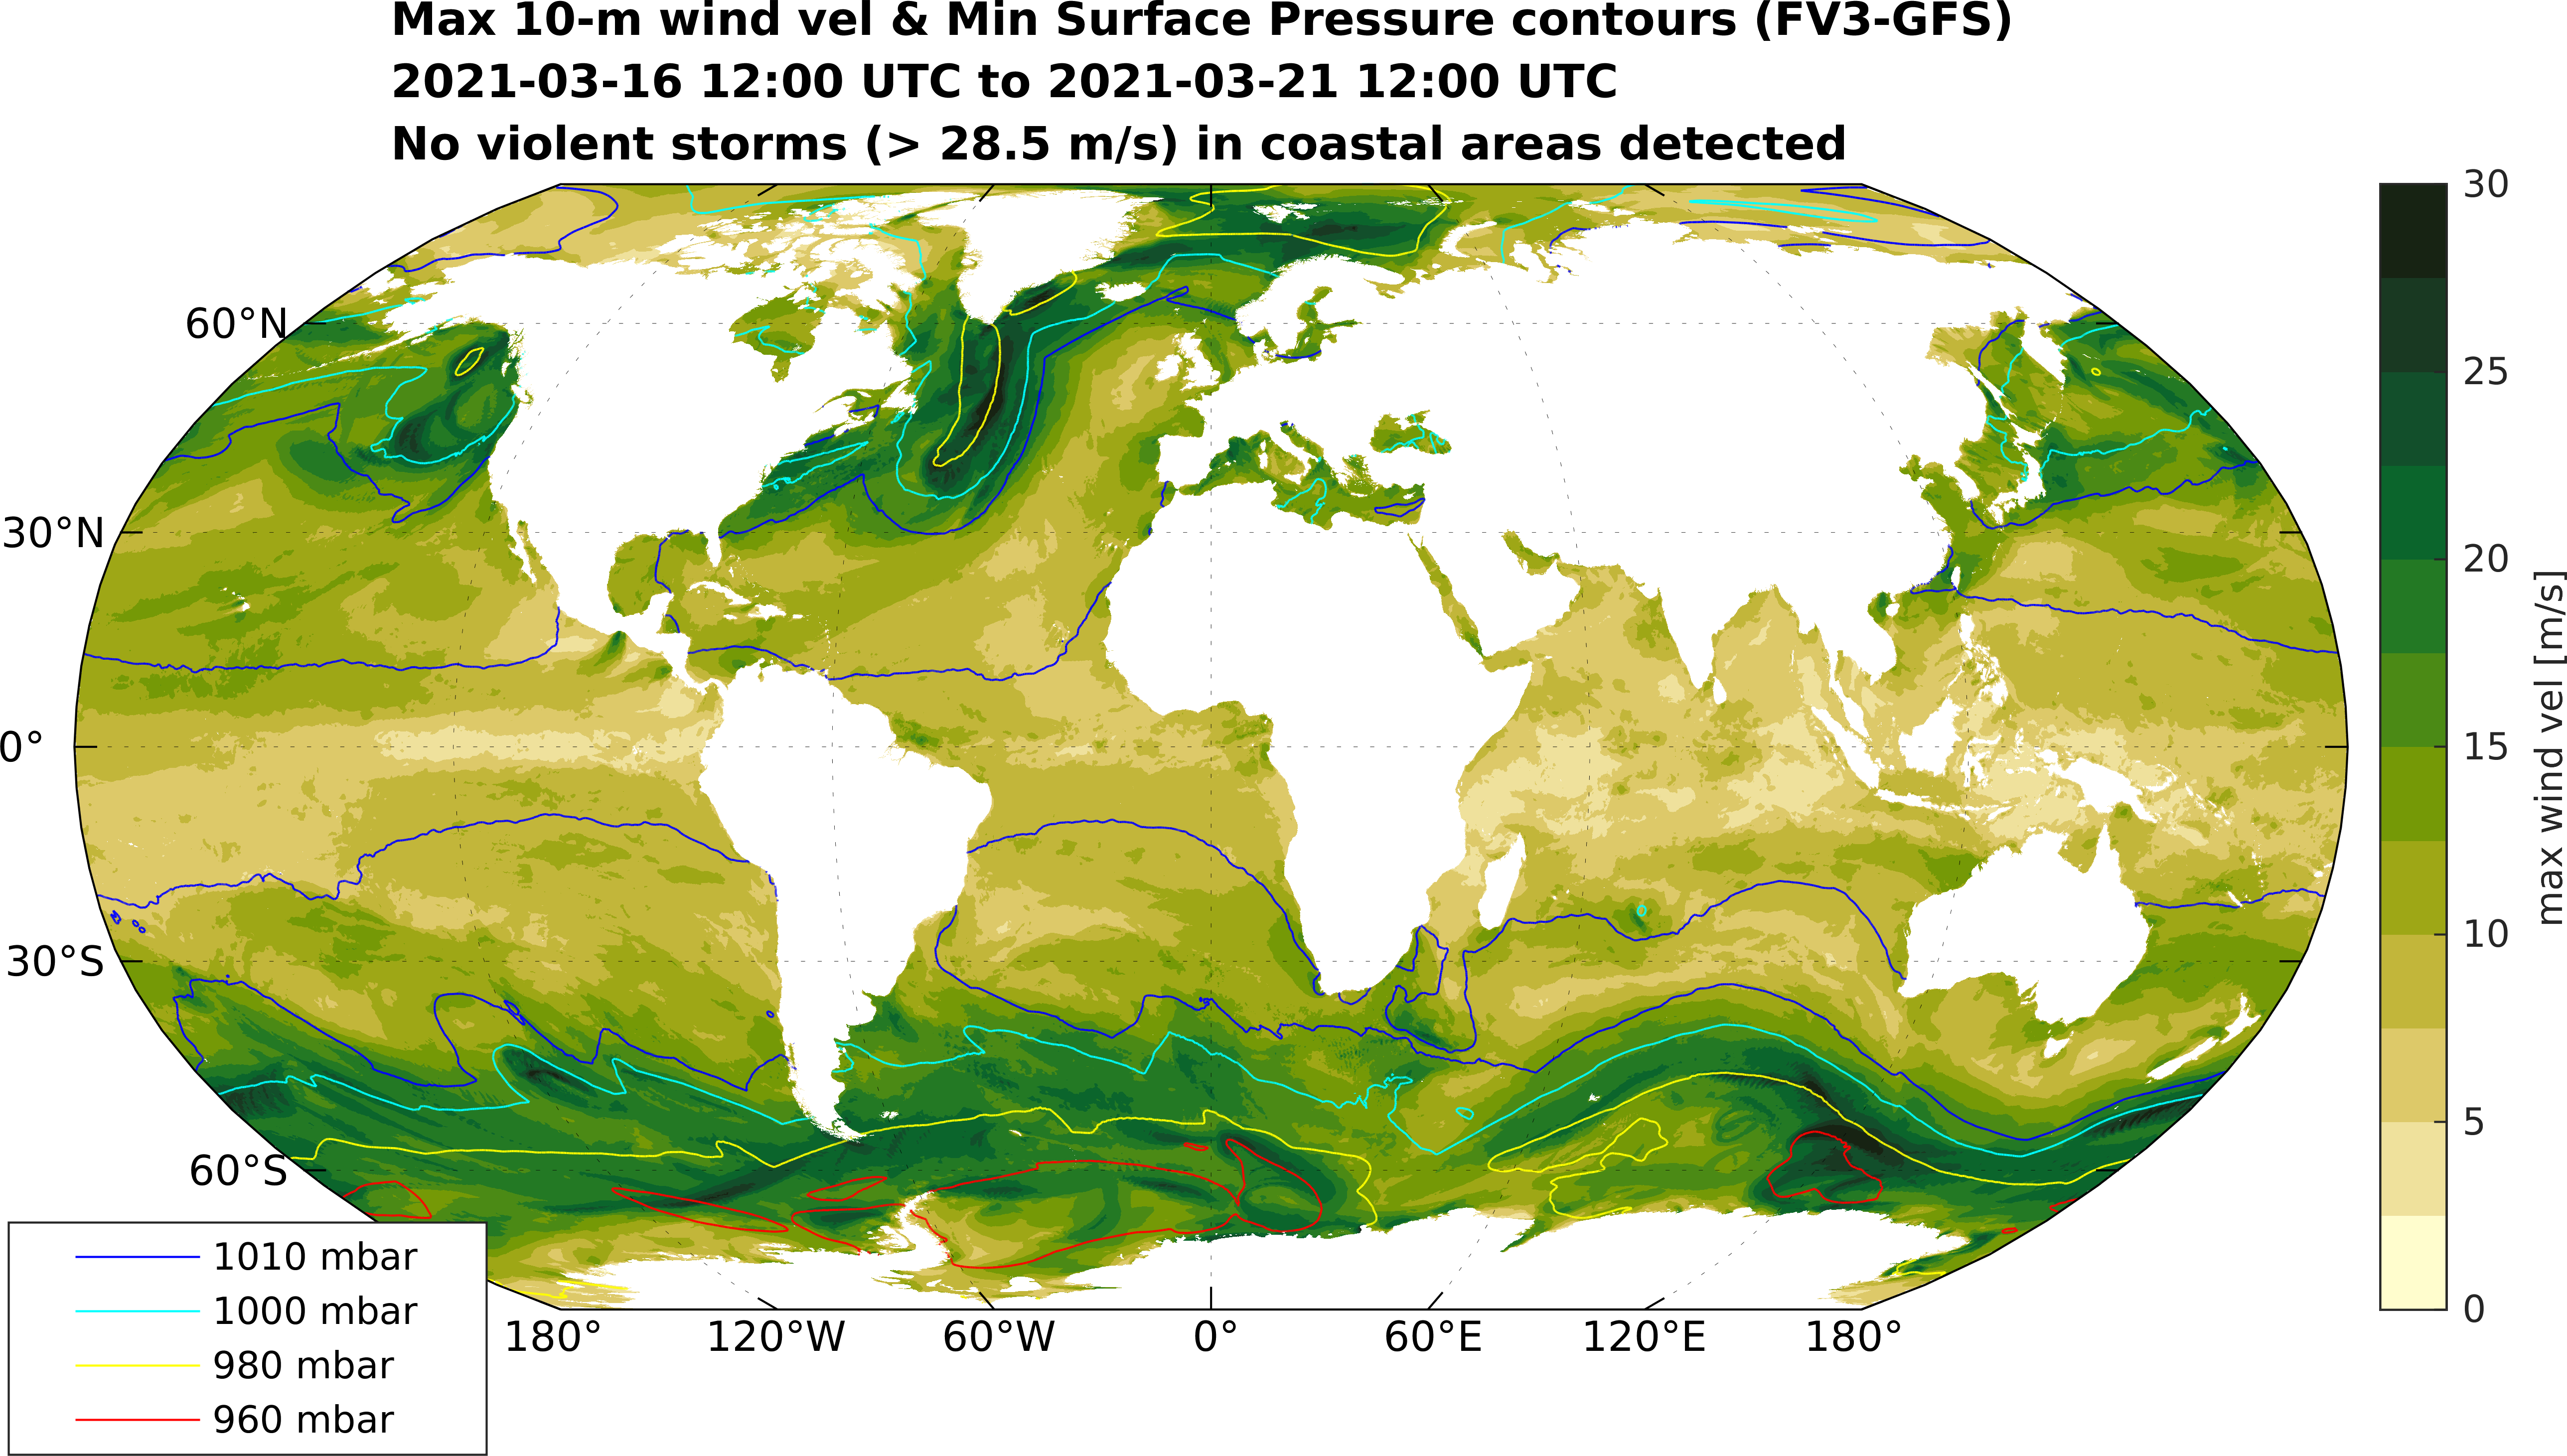 Max 10-m wind vel & Min Surface Pressure contours (FV3-GFS)
2021-03-16 12:00 UTC to 2021-03-21 12:00 UTC
No violent storms (> 28.5 m/s) in coastal areas detected
60°N
30°N
0°
30°S
60°S
180°
120°W
60°W
0°
60°E
120°E
180°
1010 mbar
1000 mbar
980 mbar
960 mbar
30
25
20
15
10
5
0
max wind vel [m/s]